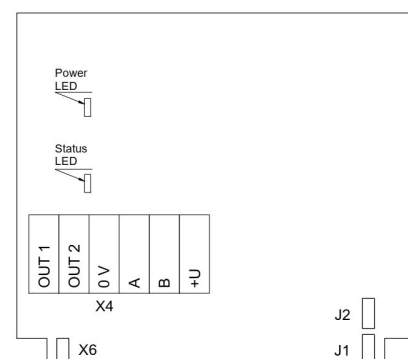 Power
LED
Status
LED
OUT 1
OUT 2
0 V
A
B
+U
X4
J2
X6
J1